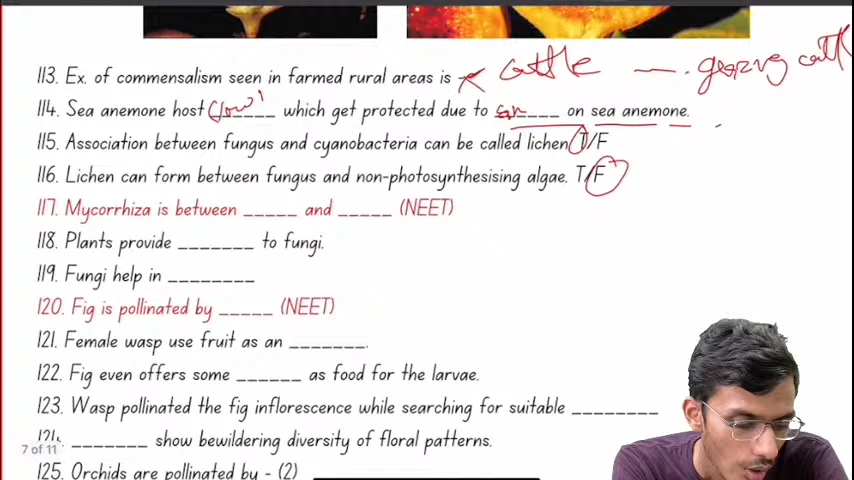 113. Ex. of commensalism seen in farmed rural areas is cattle — . grazing cattle
114. Sea anemone host clow_____ which get protected due to _____ on sea anemone.
115. Association between fungus and cyanobacteria can be called lichen T/F
116. Lichen can form between fungus and non-photosynthesising algae. T/F
117. Mycorrhiza is between _____ and _____ (NEET)
118. Plants provide _______ to fungi.
119. Fungi help in ________
120. Fig is pollinated by _____ (NEET)
121. Female wasp use fruit as an _______.
122. Fig even offers some ______ as food for the larvae.
123. Wasp pollinated the fig inflorescence while searching for suitable ________
124. _______ show bewildering diversity of floral patterns.
7 of 11
125. Orchids are pollinated by - (2)